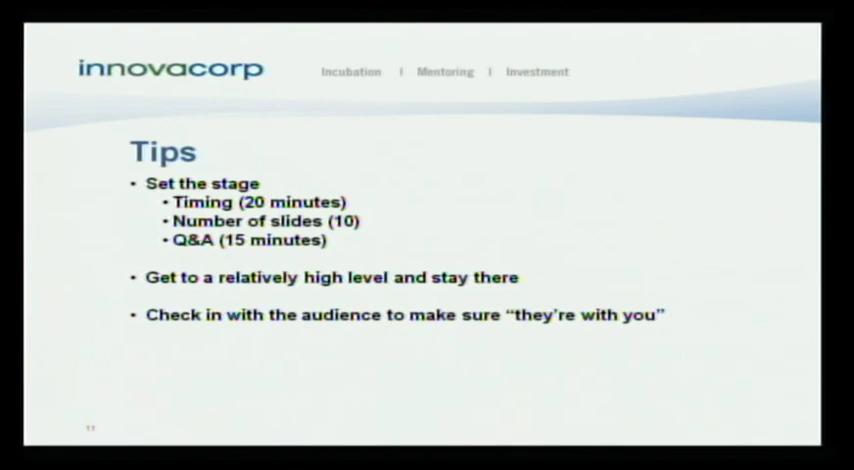 innovacorp
Incubation | Mentoring | Investment
Tips
• Set the stage
• Timing (20 minutes)
• Number of slides (10)
• Q&A (15 minutes)
• Get to a relatively high level and stay there
• Check in with the audience to make sure “they’re with you”
11